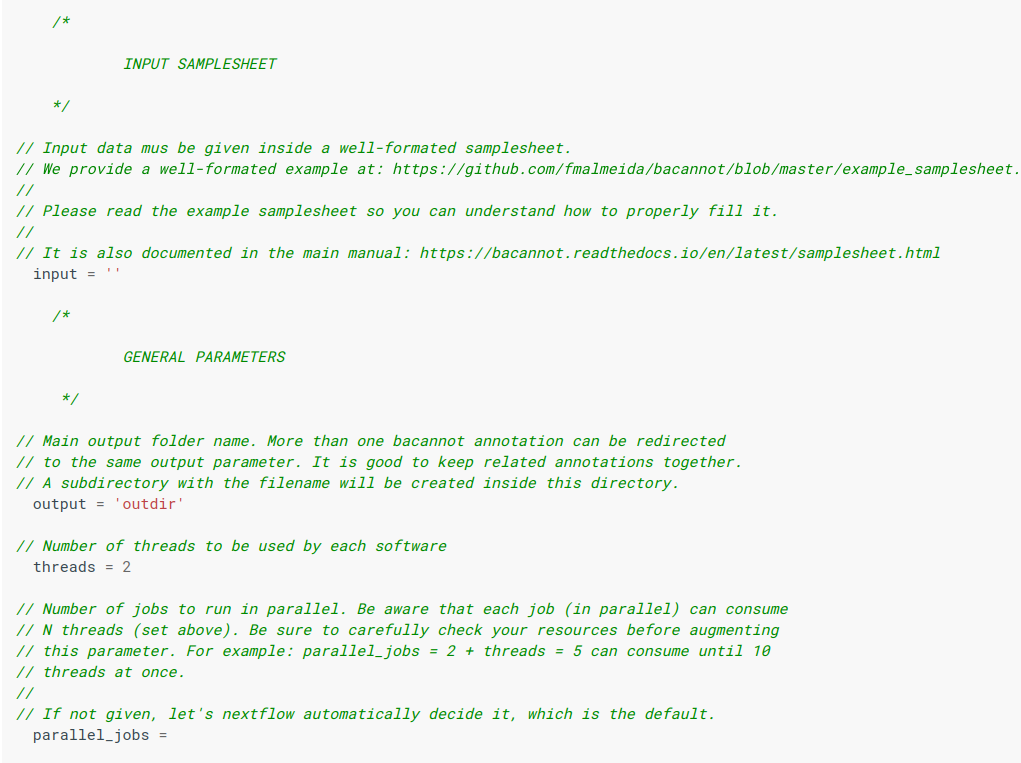 /*
INPUT SAMPLESHEET
*/
// Input data mus be given inside a well-formated samplesheet.
// We provide a well-formated example at: https://github.com/fmalmeida/bacannot/blob/master/example_samplesheet.
//
// Please read the example samplesheet so you can understand how to properly fill it.
//
// It is also documented in the main manual: https://bacannot.readthedocs.io/en/latest/samplesheet.html
input = ''
/*
GENERAL PARAMETERS
*/
// Main output folder name. More than one bacannot annotation can be redirected
// to the same output parameter. It is good to keep related annotations together.
// A subdirectory with the filename will be created inside this directory.
output = 'outdir'
// Number of threads to be used by each software
threads = 2
// Number of jobs to run in parallel. Be aware that each job (in parallel) can consume
// N threads (set above). Be sure to carefully check your resources before augmenting
// this parameter. For example: parallel_jobs = 2 + threads = 5 can consume until 10
// threads at once.
//
// If not given, let's nextflow automatically decide it, which is the default.
parallel_jobs =